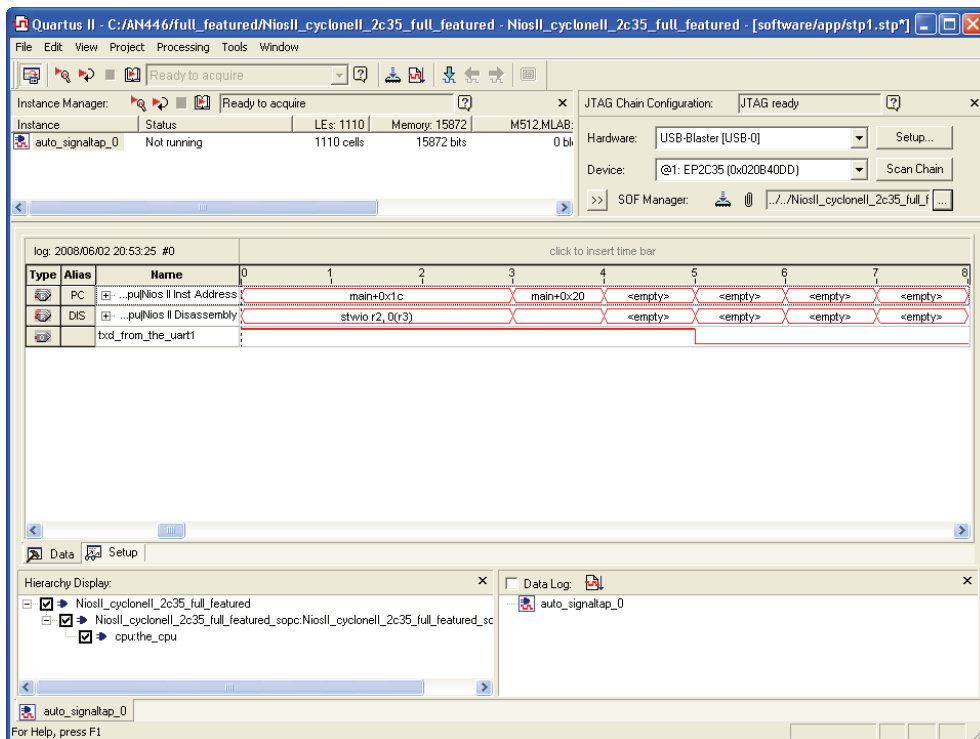 Quartus II - C:/AN446/full_featured/NiosII_cycloneII_2c35_full_featured - NiosII_cycloneII_2c35_full_featured - [software/app/stp1.stp*]
File Edit View Project Processing Tools Window
Ready to acquire
Instance Manager: Ready to acquire
JTAG Chain Configuration: JTAG ready
Instance Status LEs: 1110 Memory: 15872 M512,MLAB:
auto_signaltap_0 Not running 1110 cells 15872 bits 0 bl
Hardware: USB-Blaster [USB-0] Setup...
Device: @1: EP2C35 (0x020B40DD) Scan Chain
>> SOF Manager: ../../NiosII_cycloneII_2c35_full_f ...
log: 2008/06/02 20:53:25 #0 click to insert time bar
Type Alias Name 0 1 2 3 4 5 6 7 8
PC ...pu|Nios II Inst Address main+0x1c main+0x20 <empty> <empty> <empty> <empty>
DIS ...pu|Nios II Disassembly stwio r2, 0(r3) <empty> <empty> <empty> <empty>
txd_from_the_uart1
Data Setup
Hierarchy Display:
NiosII_cycloneII_2c35_full_featured
NiosII_cycloneII_2c35_full_featured_sopc:NiosII_cycloneII_2c35_full_featured_sc
cpu:the_cpu
Data Log:
auto_signaltap_0
auto_signaltap_0
For Help, press F1